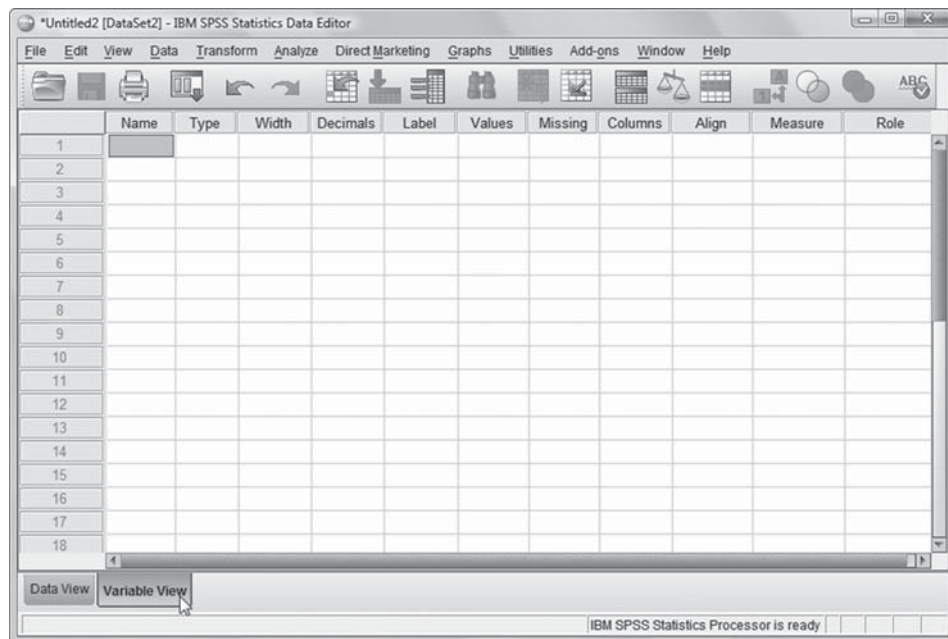 *Untitled2 [DataSet2] - IBM SPSS Statistics Data Editor
File Edit View Data Transform Analyze Direct Marketing Graphs Utilities Add-ons Window Help
A
1
ABC
Name Type Width Decimals Label Values Missing Columns Align Measure Role
1
2
3
4
5
6
7
8
9
10
11
12
13
14
15
16
17
18
Data View Variable View
IBM SPSS Statistics Processor is ready